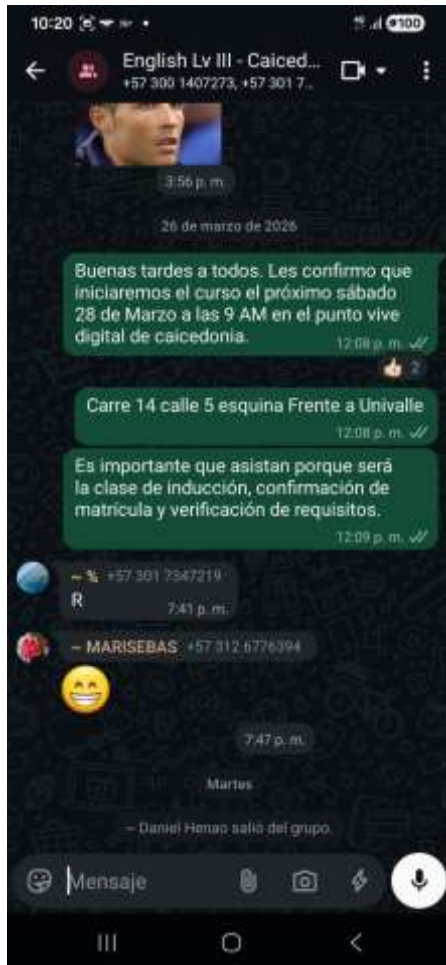 10:20
100
English Lv III - Caiced...
+57 300 1407273, +57 301 7...
3:56 p. m.
26 de marzo de 2026
Buenas tardes a todos. Les confirmo que
iniciaremos el curso el próximo sábado
28 de Marzo a las 9 AM en el punto vive
digital de caicedonia.
12:08 p. m.
2
Carre 14 calle 5 esquina Frente a Univalle
12:08 p. m.
Es importante que asistan porque será
la clase de inducción, confirmación de
matrícula y verificación de requisitos.
12:09 p. m.
~ % +57 301 7347219
R
7:41 p. m.
~ MARISEBAS +57 312 6776394
7:47 p. m.
Martes
~ Daniel Henao salió del grupo.
Mensaje